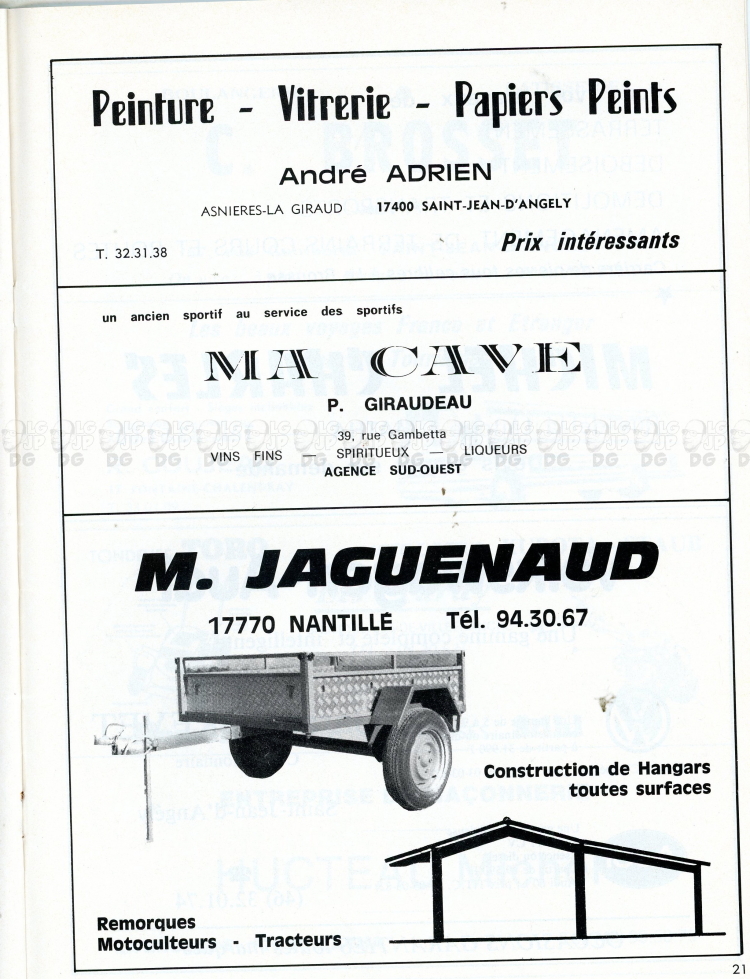 Peinture - Vitrerie - Papiers Peints
André ADRIEN
ASNIERES-LA GIRAUD 17400 SAINT-JEAN-D'ANGELY
T. 32.31.38
Prix intéressants
un ancien sportif au service des sportifs
MA CAVE
P. GIRAUDEAU
39, rue Gambetta
VINS FINS — SPIRITUEUX — LIQUEURS
AGENCE SUD-OUEST
M. JAGUENAUD
17770 NANTILLÉ Tél. 94.30.67
Construction de Hangars
toutes surfaces
Remorques
Motoculteurs - Tracteurs
21